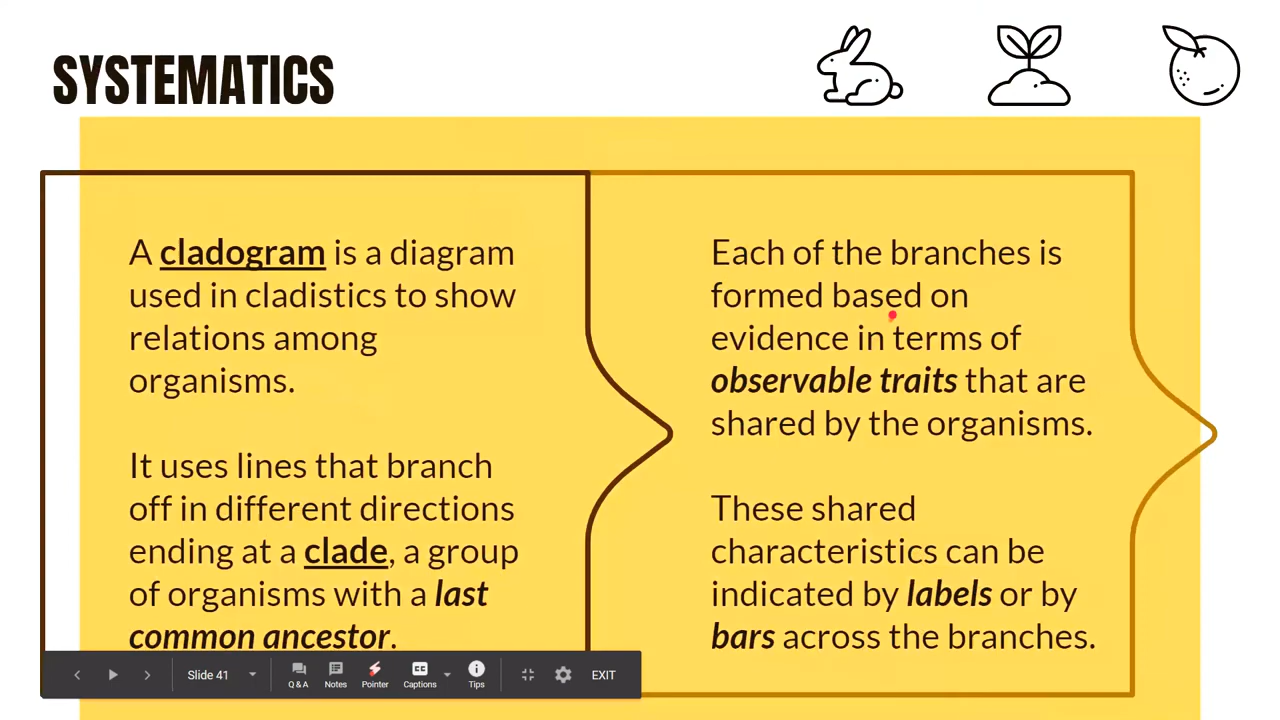 SYSTEMATICS
A cladogram is a diagram
used in cladistics to show
relations among
organisms.
It uses lines that branch
off in different directions
ending at a clade, a group
of organisms with a last
common ancestor.
Each of the branches is
formed based on
evidence in terms of
observable traits that are
shared by the organisms.
These shared
characteristics can be
indicated by labels or by
bars across the branches.
Slide 41
Q & A
Notes
Pointer
CC
Captions
Tips
EXIT